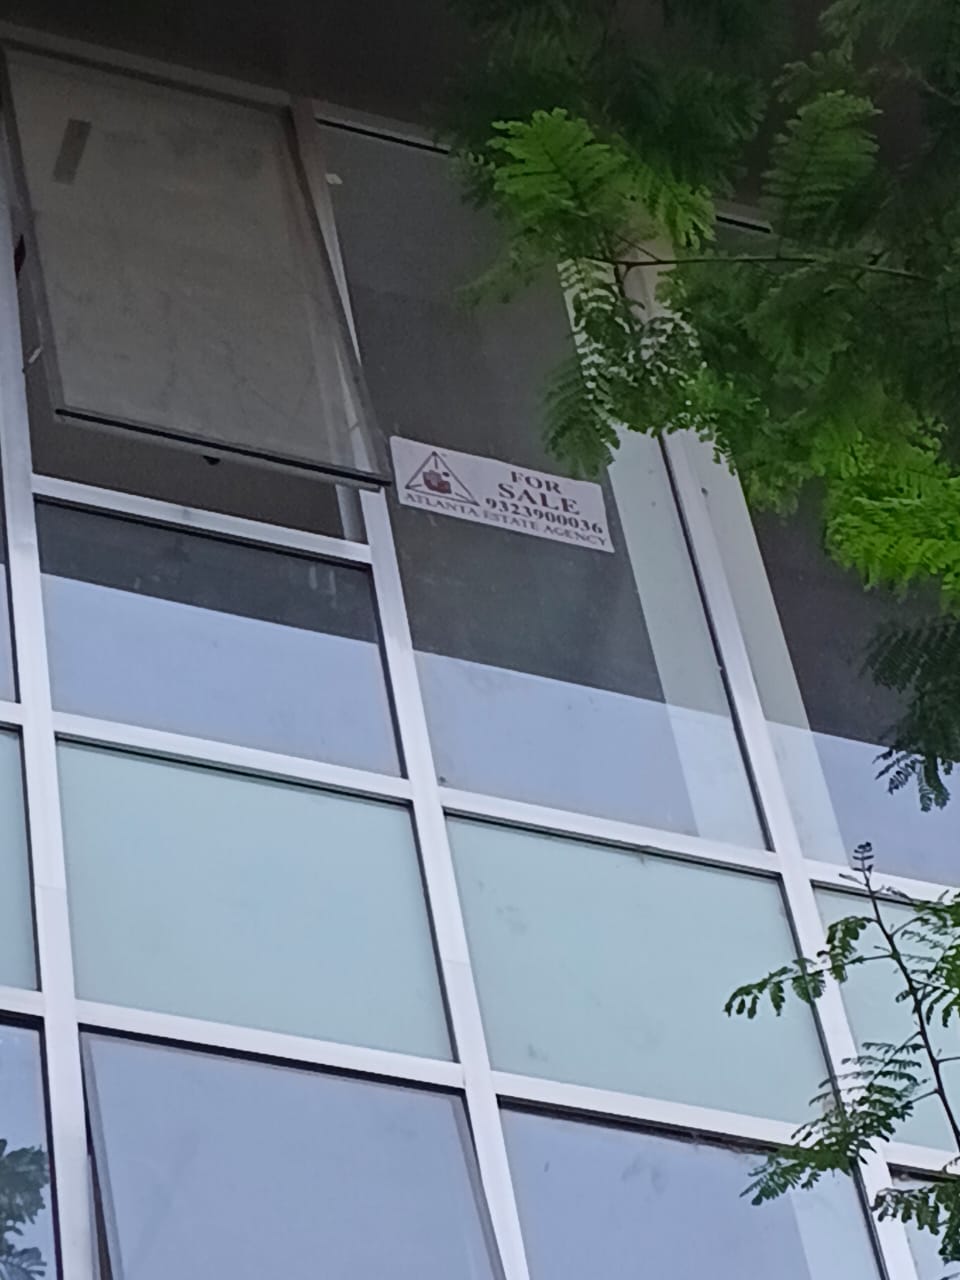 FOR
SALE
9323900036
ATLANTA ESTATE AGENCY